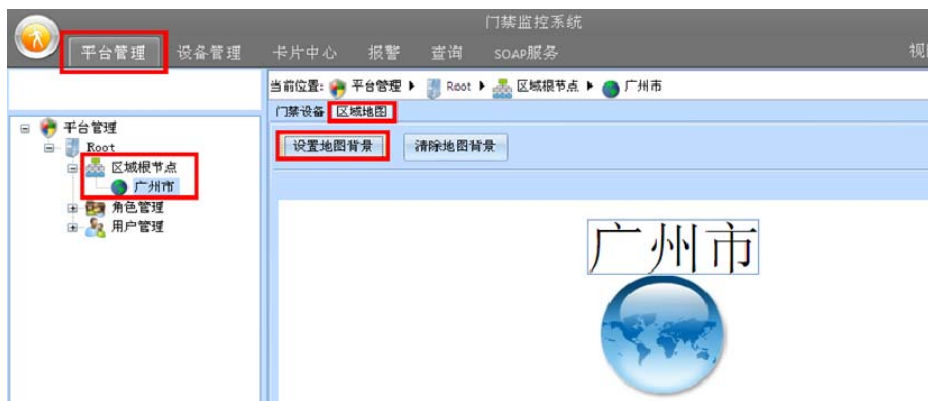 门禁监控系统
平台管理 设备管理 卡片中心 报警 查询 SOAP服务
当前位置: 平台管理 Root 区域根节点 广州市
门禁设备 区域地图
设置地图背景 清除地图背景
平台管理
Root
区域根节点
广州市
角色管理
用户管理
广州市